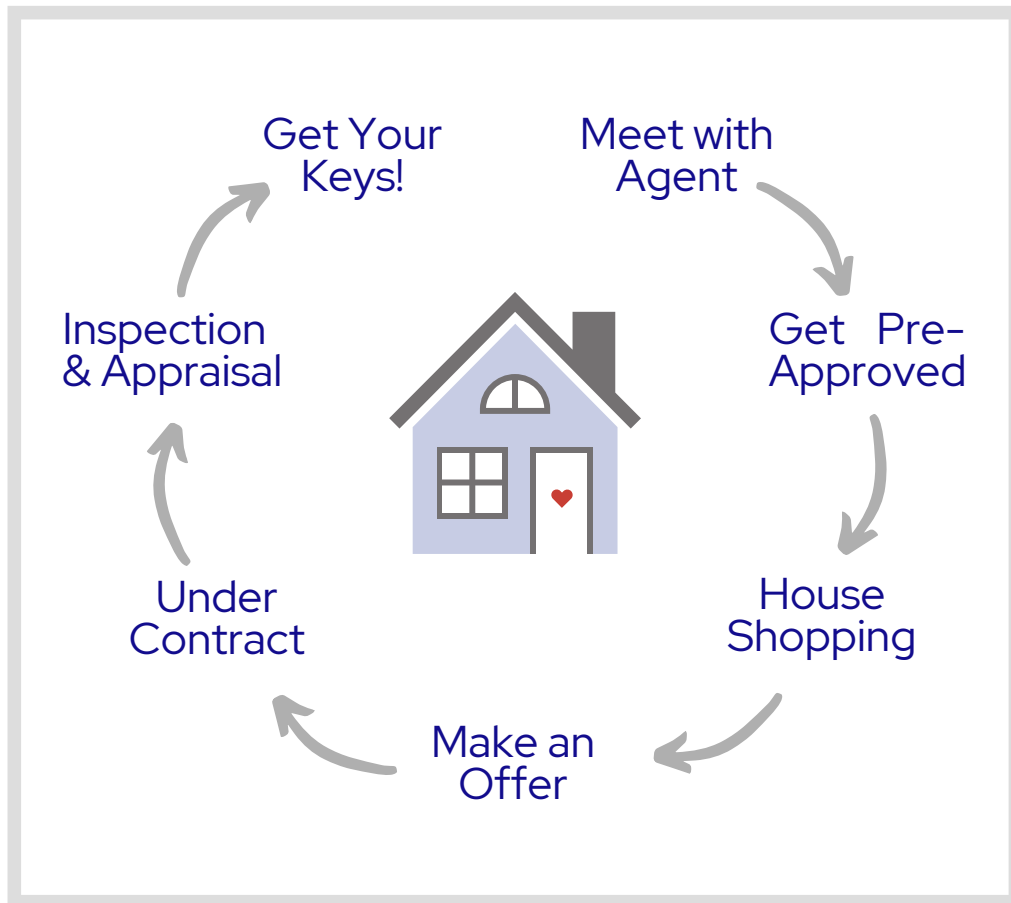 Get Your
Keys!
Meet with
Agent
Inspection
& Appraisal
Get Pre-
Approved
Under
Contract
House
Shopping
Make an
Offer